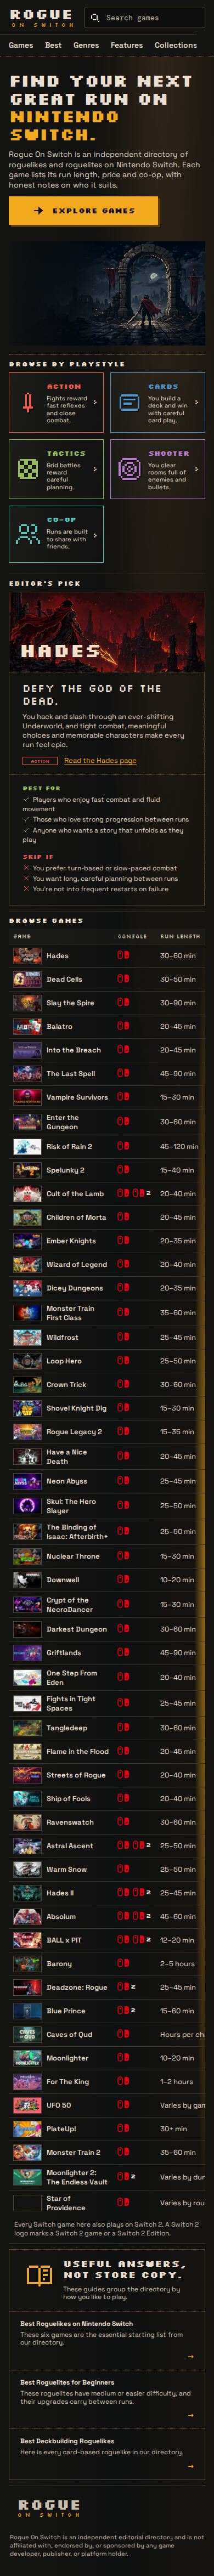 ROGUE
ON SWITCH
Search games
Games Best Genres Features Collections
FIND YOUR NEXT
GREAT RUN ON
NINTENDO
SWITCH.
Rogue On Switch is an independent directory of
roguelikes and roguelites on Nintendo Switch. Each
game lists its run length, price and co-op, with
honest notes on who it suits.
EXPLORE GAMES
BROWSE BY PLAYSTYLE
ACTION
Fights reward
fast reflexes
and close
combat.
CARDS
You build a
deck and win
with careful
card play.
TACTICS
Grid battles
reward
careful
planning.
SHOOTER
You clear
rooms full of
enemies and
bullets.
CO-OP
Runs are built
to share with
friends.
EDITOR'S PICK
HADES
DEFY THE GOD OF THE
DEAD.
You hack and slash through an ever-shifting
Underworld, and tight combat, meaningful
choices and memorable characters make every
run feel epic.
ACTION Read the Hades page
BEST FOR
Players who enjoy fast combat and fluid
movement
Those who love strong progression between runs
Anyone who wants a story that unfolds as they
play
SKIP IF
You prefer turn-based or slow-paced combat
You want long, careful planning between runs
You're not into frequent restarts on failure
BROWSE GAMES
GAME CONSOLE RUN LENGTH
Hades 30–60 min
Dead Cells 30–50 min
Slay the Spire 30–90 min
Balatro 20–45 min
Into the Breach 20–45 min
The Last Spell 45–90 min
Vampire Survivors 15–30 min
Enter the
Gungeon 30–60 min
Risk of Rain 2 45–120 min
Spelunky 2 15–40 min
Cult of the Lamb 2 20–40 min
Children of Morta 20–45 min
Ember Knights 20–35 min
Wizard of Legend 20–40 min
Dicey Dungeons 20–35 min
Monster Train
First Class 35–60 min
Wildfrost 25–45 min
Loop Hero 25–50 min
Crown Trick 30–60 min
Shovel Knight Dig 15–30 min
Rogue Legacy 2 15–35 min
Have a Nice
Death 20–45 min
Neon Abyss 25–45 min
Skul: The Hero
Slayer 25–50 min
The Binding of
Isaac: Afterbirth+ 25–50 min
Nuclear Throne 15–30 min
Downwell 10–20 min
Crypt of the
NecroDancer 15–30 min
Darkest Dungeon 30–60 min
Griftlands 45–90 min
One Step From
Eden 20–40 min
Fights in Tight
Spaces 25–45 min
Tangledeep 30–60 min
Flame in the Flood 20–45 min
Streets of Rogue 20–40 min
Ship of Fools 20–40 min
Ravenswatch 30–60 min
Astral Ascent 2 25–50 min
Warm Snow 25–50 min
Hades II 2 25–45 min
Absolum 2 45–60 min
BALL x PIT 2 12–20 min
Barony 2–5 hours
Deadzone: Rogue 2 25–45 min
Blue Prince 2 15–60 min
Caves of Qud Hours per ch
Moonlighter 10–20 min
For The King 1–2 hours
UFO 50 Varies by gam
PlateUp! 30+ min
Monster Train 2 35–60 min
Moonlighter 2:
The Endless Vault 2 Varies by dun
Star of
Providence Varies by rou
Every Switch game here also plays on Switch 2. A Switch 2
logo marks a Switch 2 game or a Switch 2 Edition.
USEFUL ANSWERS,
NOT STORE COPY.
These guides group the directory by
how you like to play.
Best Roguelikes on Nintendo Switch
These six games are the essential starting list from
our directory.
→
Best Roguelites for Beginners
These roguelites have medium or easier difficulty, and
their upgrades carry between runs.
→
Best Deckbuilding Roguelikes
Here is every card-based roguelike in our directory.
→
ROGUE
ON SWITCH
Rogue On Switch is an independent editorial directory and is not
affiliated with, endorsed by, or sponsored by any game
developer, publisher, or platform holder.